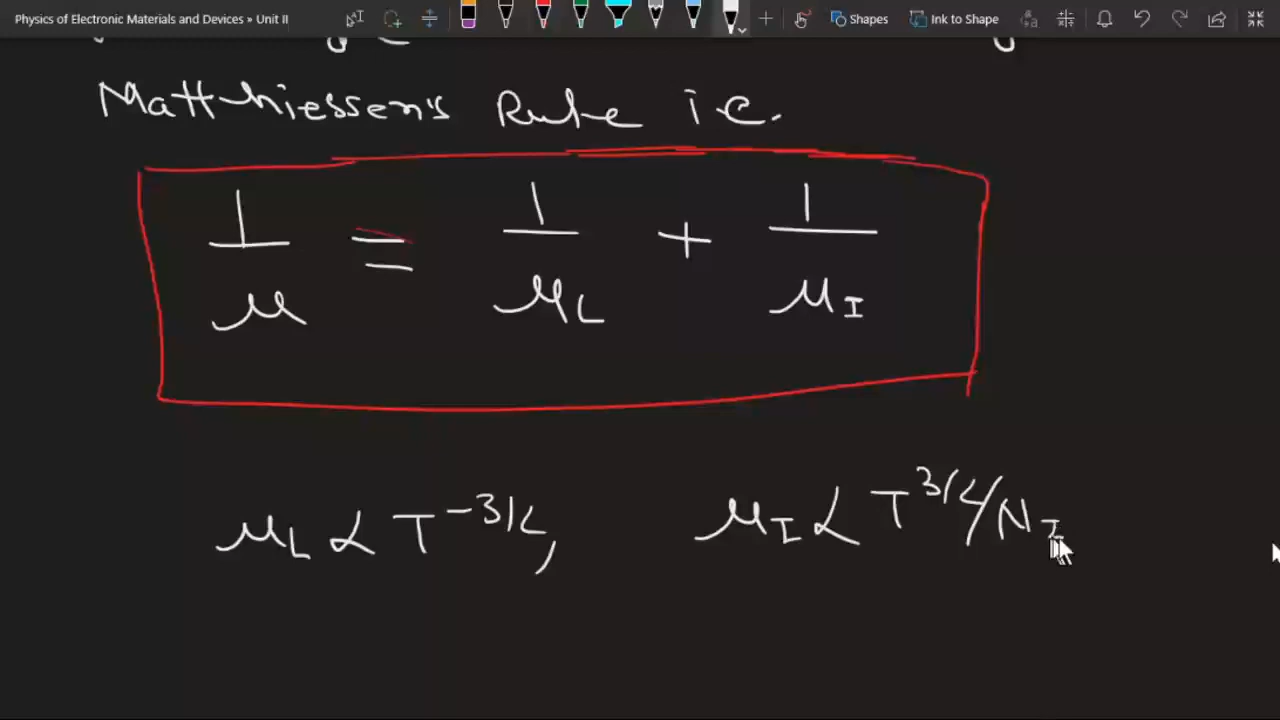 Physics of Electronic Materials and Devices » Unit II
Shapes
Ink to Shape
Matthiessen's Rule i.e.
1/μ = 1/μL + 1/μI
μL ∝ T^-3/2, μI ∝ T^3/2/NI